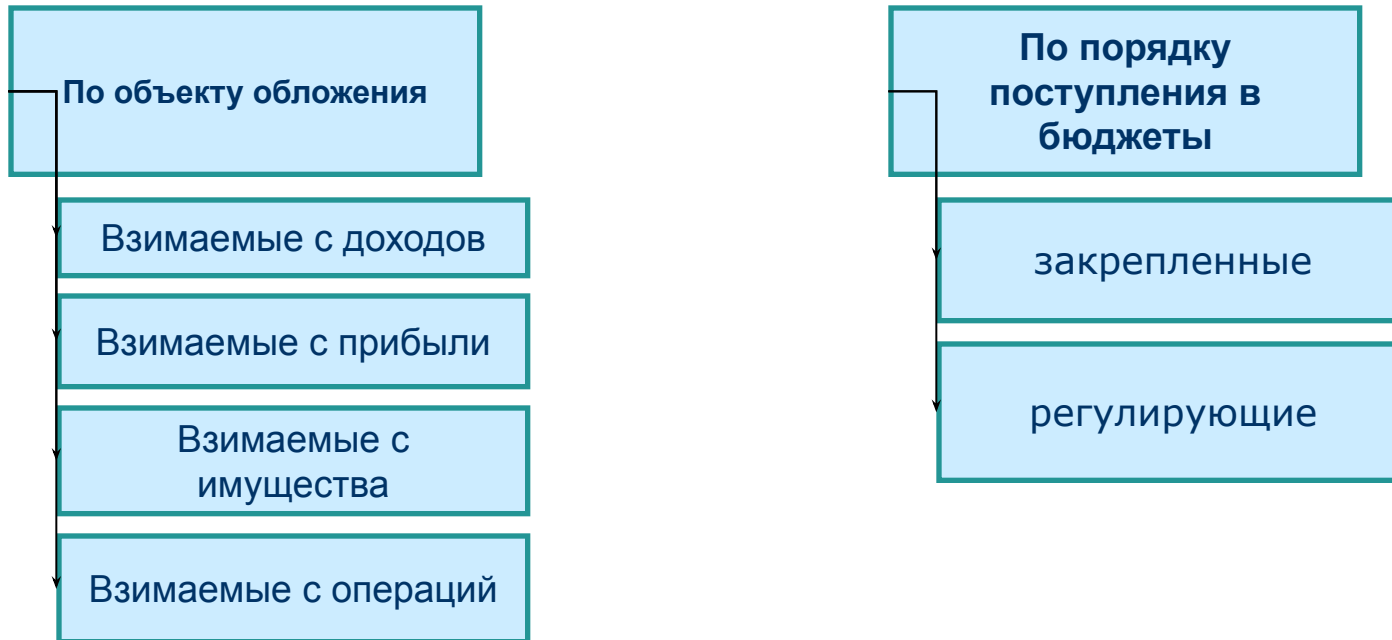 По объекту обложения
Взимаемые с доходов
Взимаемые с прибыли
Взимаемые с
имущества
Взимаемые с операций
По порядку
поступления в
бюджеты
закрепленные
регулирующие